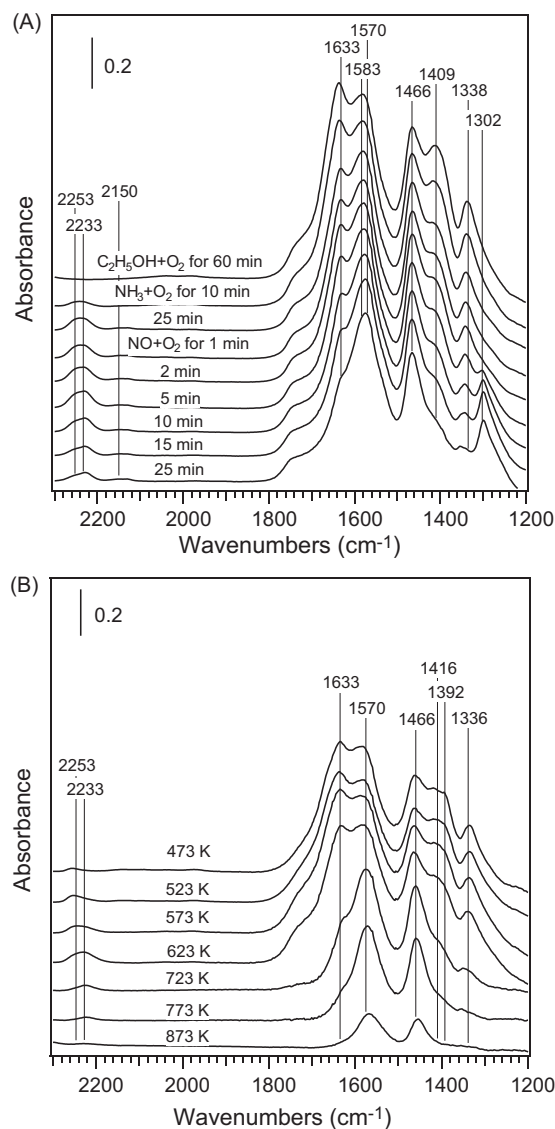 (A)
0.2
1633
1570
1583
1466
1409
1338
1302
2253
2233
2150
C₂H₅OH+O₂ for 60 min
NH₃+O₂ for 10 min
25 min
NO+O₂ for 1 min
2 min
5 min
10 min
15 min
25 min
Absorbance
2200 2000 1800 1600 1400 1200
Wavenumbers (cm⁻¹)
(B)
0.2
1633
1570
1466
1416
1392
1336
2253
2233
473 K
523 K
573 K
623 K
723 K
773 K
873 K
Absorbance
2200 2000 1800 1600 1400 1200
Wavenumbers (cm⁻¹)